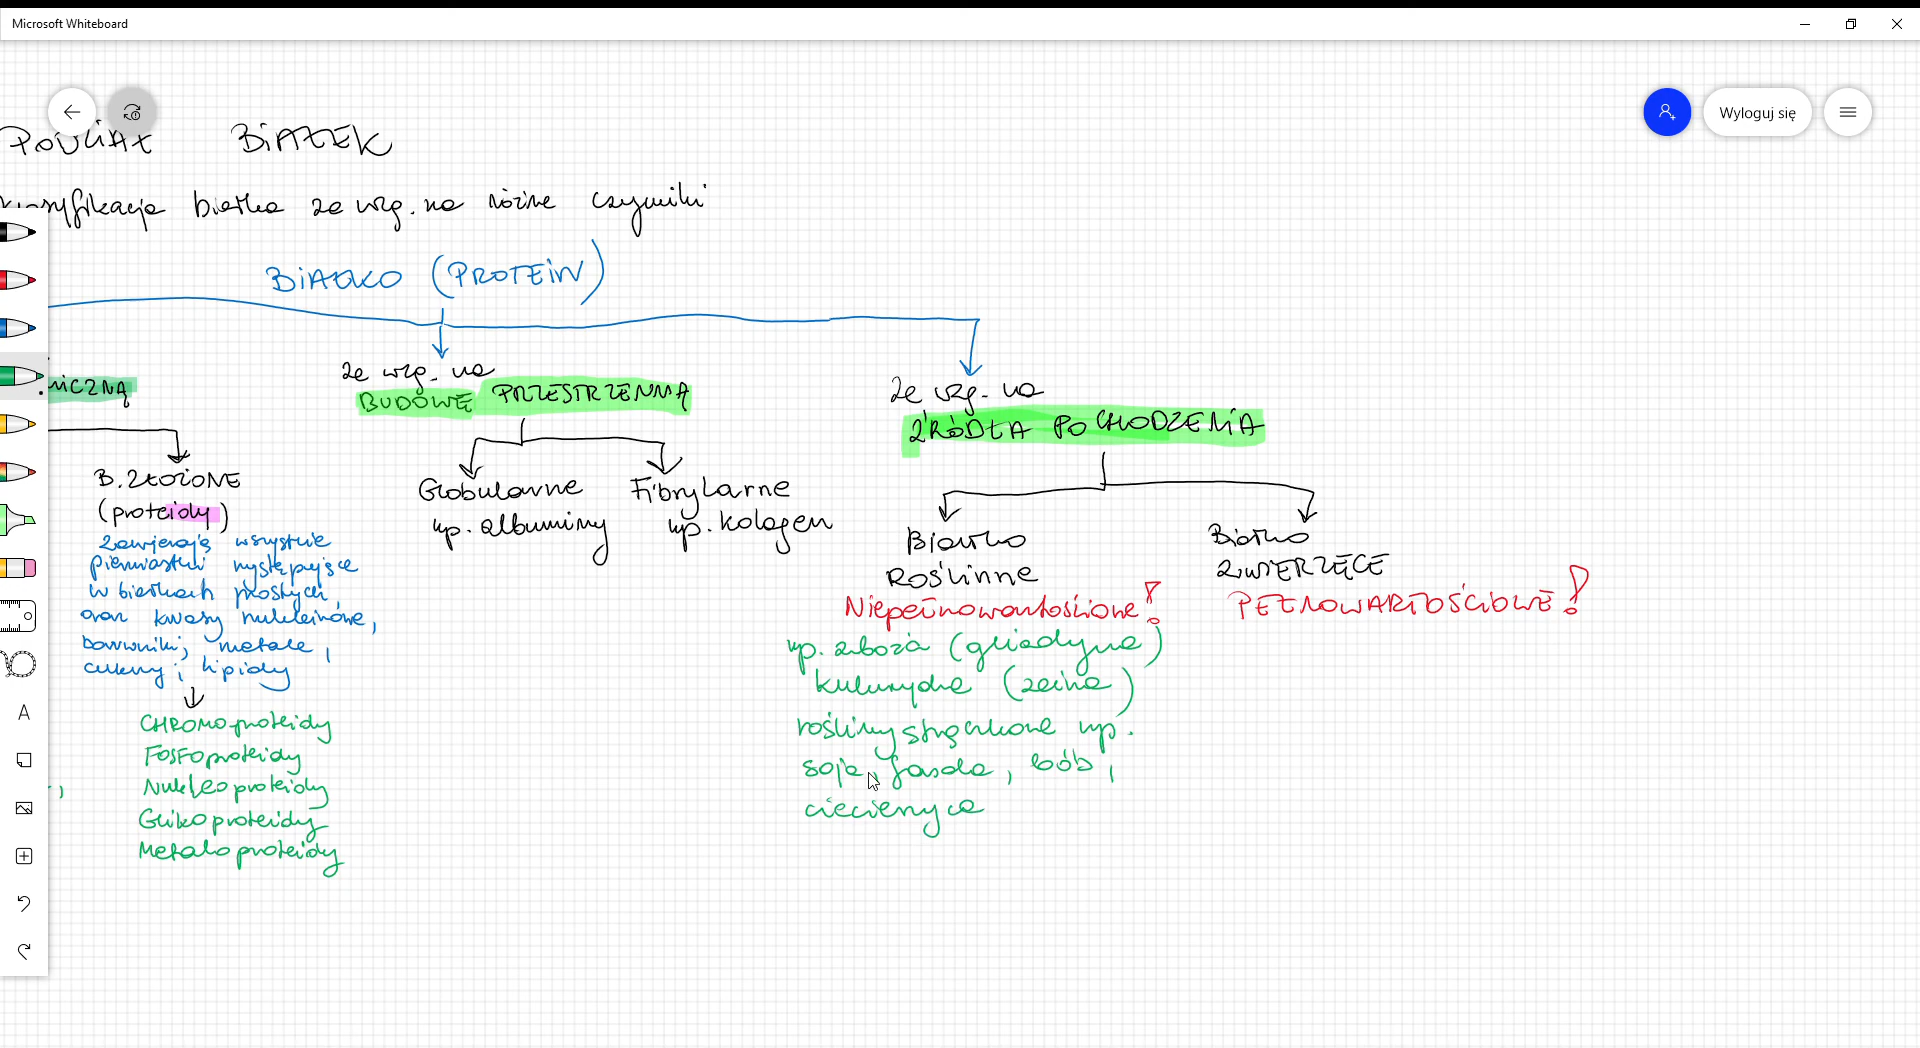 Microsoft Whiteboard
Wyloguj się
PODZIAŁ BIAŁEK
klasyfikacja białka ze wzg. na różne czynniki
BIAŁKO (PROTEIN)
MICZNĄ
B. ZŁOŻONE
(proteidy)
zawierają wszystkie
pierwiastki występujące
w białkach prostych,
oraz kwasy nukleinowe,
barwniki, metale,
cukry i lipidy
CHROMOproteidy
FOSFOproteidy
Nukleoproteidy
Glikoproteidy
Metaloproteidy
ze wzg. na
BUDOWĘ PRZESTRZENNĄ
Globularne
np. albuminy
Fibrylarne
np. kolagen
ze wzg. na
ŹRÓDŁA POCHODZENIA
Białko
ROŚlinne
Niepełnowartościowe!
np. zboża (gliadyna)
kukurydza (zeina)
rośliny strączkowe np.
soja, fasola, bób,
ciecierzyca
Białko
ZWIERZĘCE
PEŁNOWARTOŚCIOWE!
A